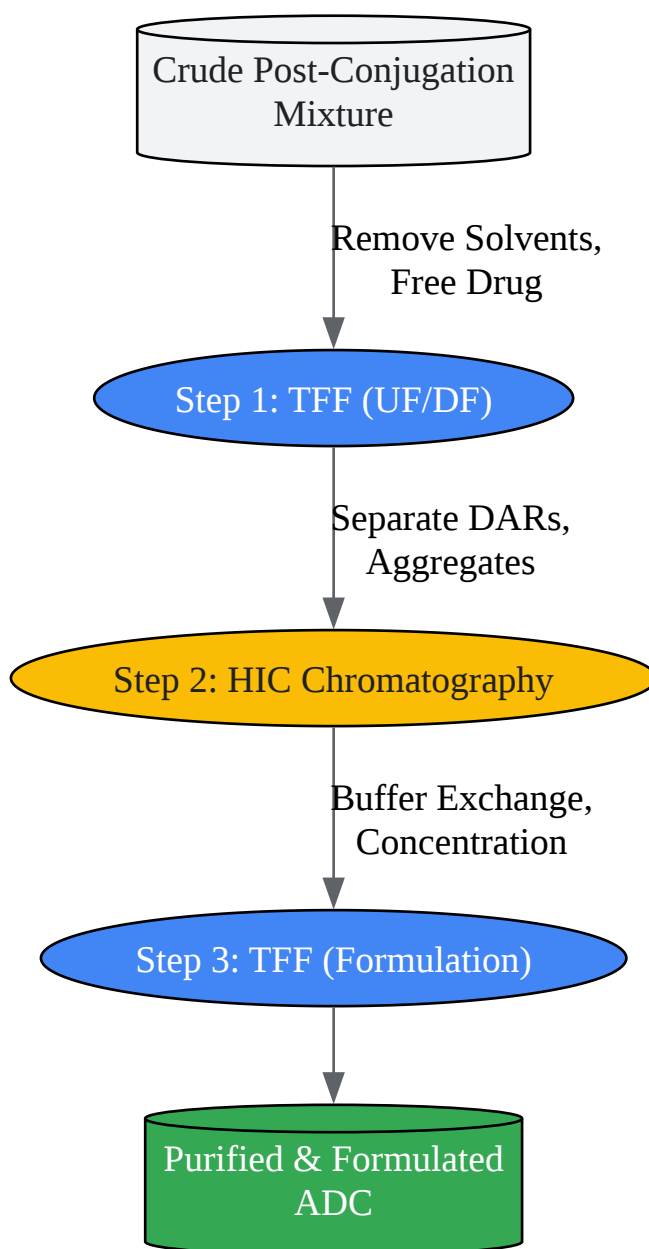 Crude Post-Conjugation
Mixture
Remove Solvents,
Free Drug
Step 1: TFF (UF/DF)
Separate DARs,
Aggregates
Step 2: HIC Chromatography
Buffer Exchange,
Concentration
Step 3: TFF (Formulation)
Purified & Formulated
ADC